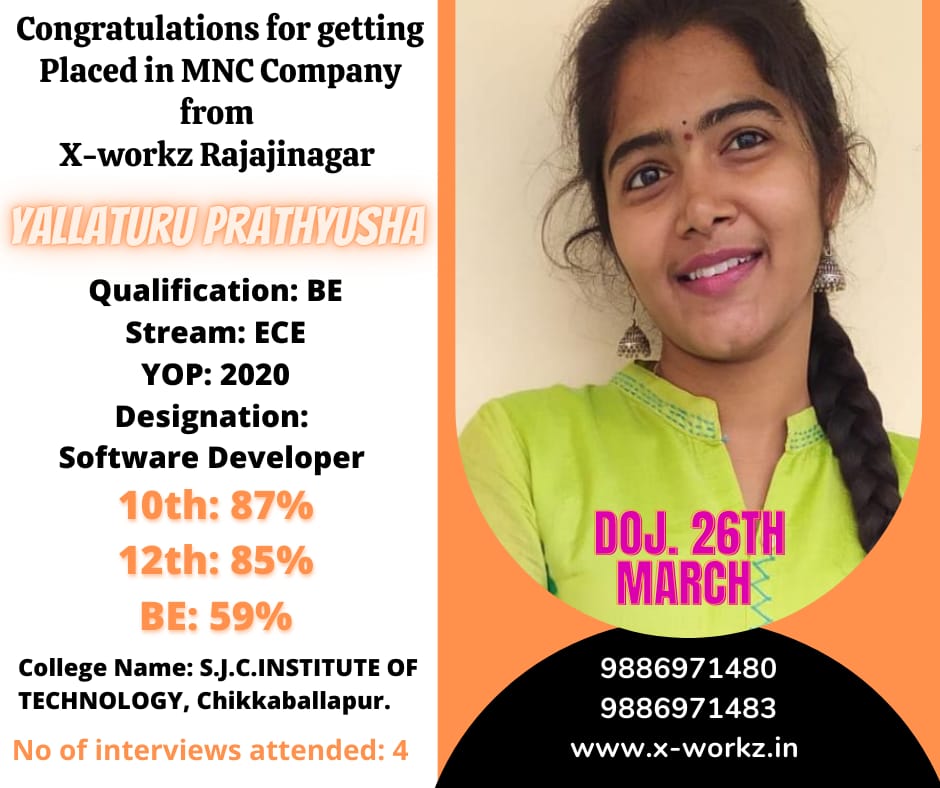 Congratulations for getting
Placed in MNC Company
from
X-workz Rajajinagar
YALLATURU PRATHYUSHA
Qualification: BE
Stream: ECE
YOP: 2020
Designation:
Software Developer
10th: 87%
12th: 85%
BE: 59%
College Name: S.J.C.INSTITUTE OF
TECHNOLOGY, Chikkaballapur.
No of interviews attended: 4
DOJ. 26TH
MARCH
9886971480
9886971483
www.x-workz.in